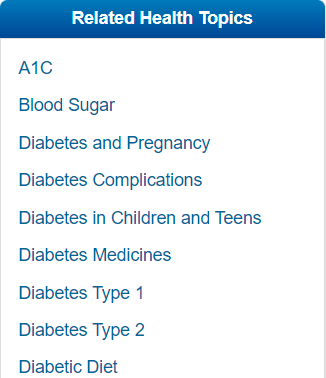 Related Health Topics
A1C
Blood Sugar
Diabetes and Pregnancy
Diabetes Complications
Diabetes in Children and Teens
Diabetes Medicines
Diabetes Type 1
Diabetes Type 2
Diabetic Diet